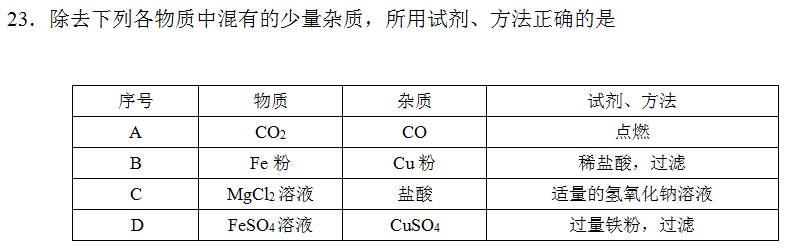 23．除去下列各物质中混有的少量杂质，所用试剂、方法正确的是
序号 物质 杂质 试剂、方法
A CO₂ CO 点燃
B Fe 粉 Cu 粉 稀盐酸，过滤
C MgCl₂ 溶液 盐酸 适量的氢氧化钠溶液
D FeSO₄ 溶液 CuSO₄ 过量铁粉，过滤